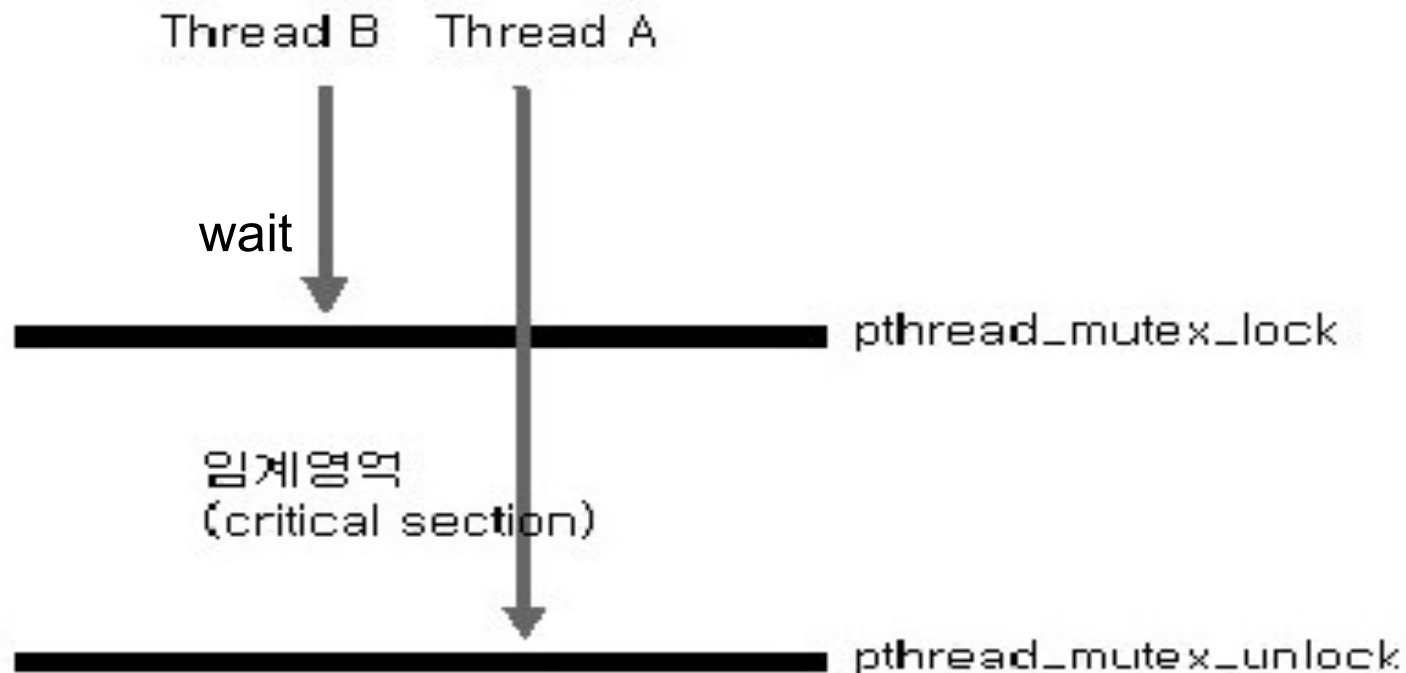 Thread B Thread A
wait
pthread_mutex_lock
임계영역
(critical section)
pthread_mutex_unlock